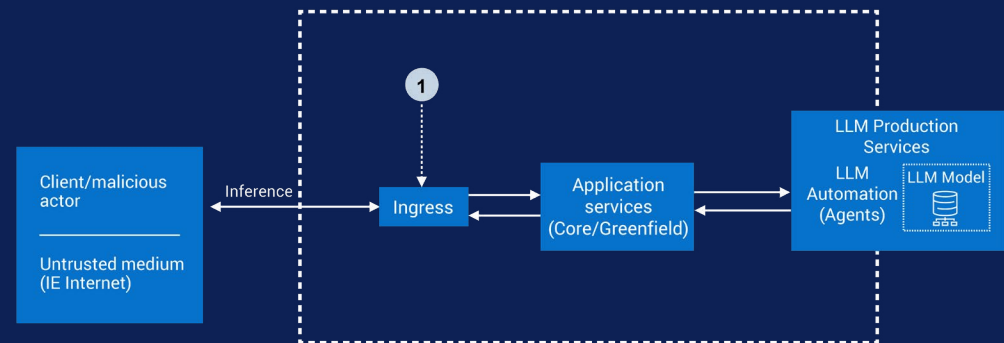 1
Client/malicious
actor
Untrusted medium
(IE Internet)
Inference
Ingress
Application
services
(Core/Greenfield)
LLM Production
Services
LLM
Automation
(Agents)
LLM Model